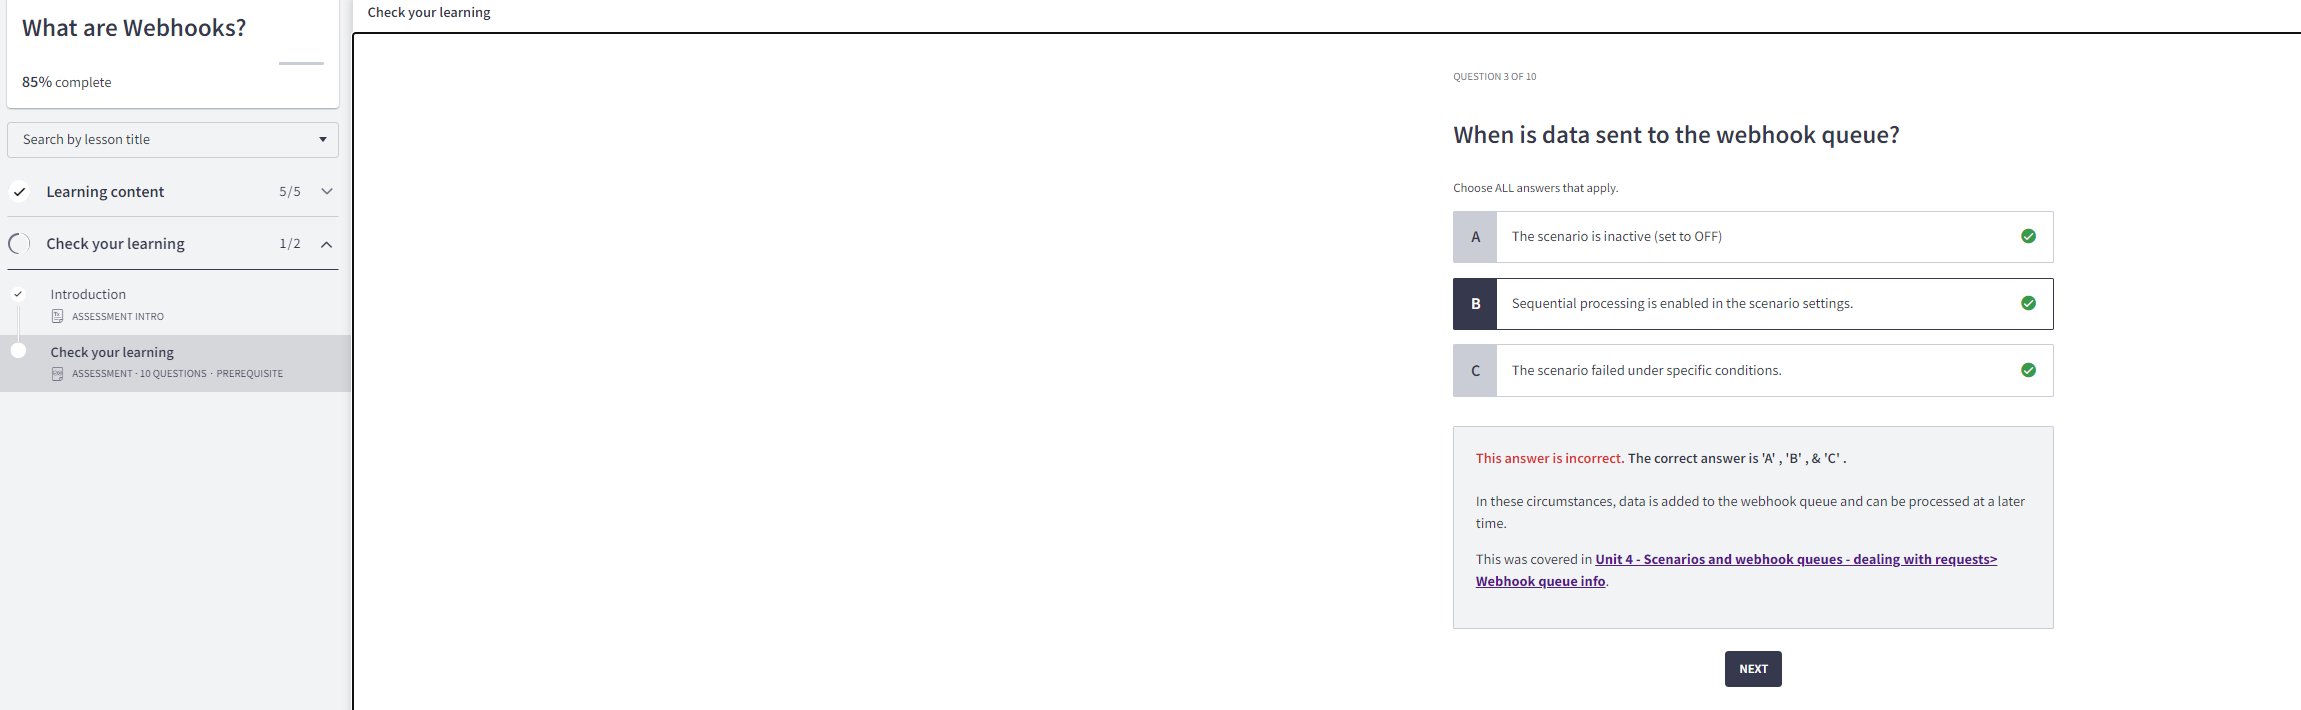 What are Webhooks?
85% complete
Search by lesson title
Learning content 5/5
Check your learning 1/2
Introduction
ASSESSMENT INTRO
Check your learning
ASSESSMENT · 10 QUESTIONS · PREREQUISITE
Check your learning
QUESTION 3 OF 10
When is data sent to the webhook queue?
Choose ALL answers that apply.
A The scenario is inactive (set to OFF)
B Sequential processing is enabled in the scenario settings.
C The scenario failed under specific conditions.
This answer is incorrect. The correct answer is 'A' , 'B' , & 'C' .
In these circumstances, data is added to the webhook queue and can be processed at a later
time.
This was covered in Unit 4 - Scenarios and webhook queues - dealing with requests>
Webhook queue info.
NEXT